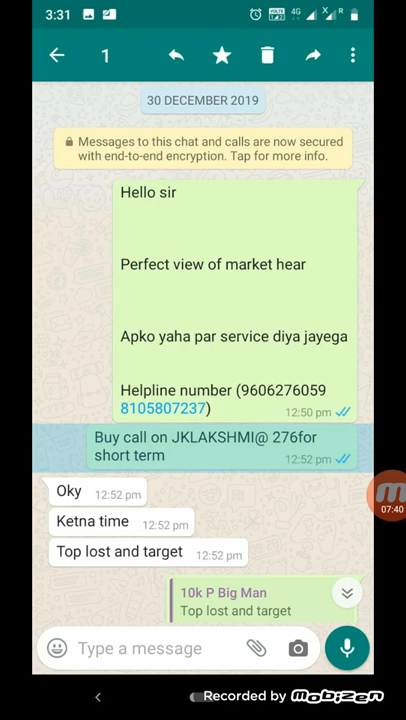 3:31
4G
R
1
30 DECEMBER 2019
Messages to this chat and calls are now secured
with end-to-end encryption. Tap for more info.
Hello sir
Perfect view of market hear
Apko yaha par service diya jayega
Helpline number (9606276059
8105807237)
12:50 pm
Buy call on JKLAKSHMI@ 276for
short term
12:52 pm
Oky
12:52 pm
Ketna time
12:52 pm
Top lost and target
12:52 pm
10k P Big Man
Top lost and target
07:40
Type a message
Recorded by Mobizen